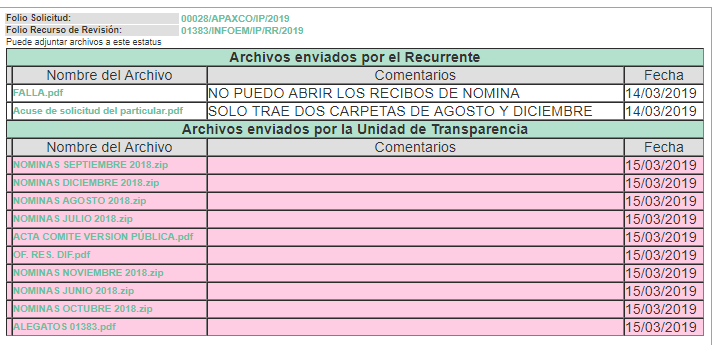 Folio Solicitud: 00028/APAXCO/IP/2019
Folio Recurso de Revisión: 01383/INFOEM/IP/RR/2019
Puede adjuntar archivos a este estatus
Archivos enviados por el Recurrente
Nombre del Archivo Comentarios Fecha
FALLA.pdf NO PUEDO ABRIR LOS RECIBOS DE NOMINA 14/03/2019
Acuse de solicitud del particular.pdf SOLO TRAE DOS CARPETAS DE AGOSTO Y DICIEMBRE 14/03/2019
Archivos enviados por la Unidad de Transparencia
Nombre del Archivo Comentarios Fecha
NOMINAS SEPTIEMBRE 2018.zip 15/03/2019
NOMINAS DICIEMBRE 2018.zip 15/03/2019
NOMINAS AGOSTO 2018.zip 15/03/2019
NOMINAS JULIO 2018.zip 15/03/2019
ACTA COMITE VERSION PÚBLICA.pdf 15/03/2019
OF. RES. DIF.pdf 15/03/2019
NOMINAS NOVIEMBRE 2018.zip 15/03/2019
NOMINAS JUNIO 2018.zip 15/03/2019
NOMINAS OCTUBRE 2018.zip 15/03/2019
ALEGATOS 01383.pdf 15/03/2019